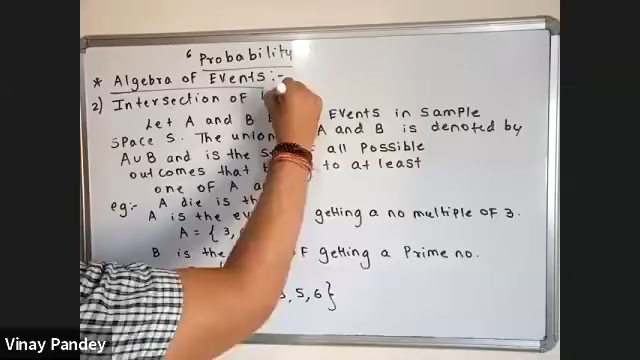 Probability
* Algebra of Events :-
2) Intersection of
Let A and B Events in sample
space S. The union A and B is denoted by
A∪B and is the all possible
outcomes that to at least
one of A
eg:- A die is
A is the getting a no multiple of 3.
A = { 3,
B is the of getting a Prime no.
3, 5, 6 }
Vinay Pandey